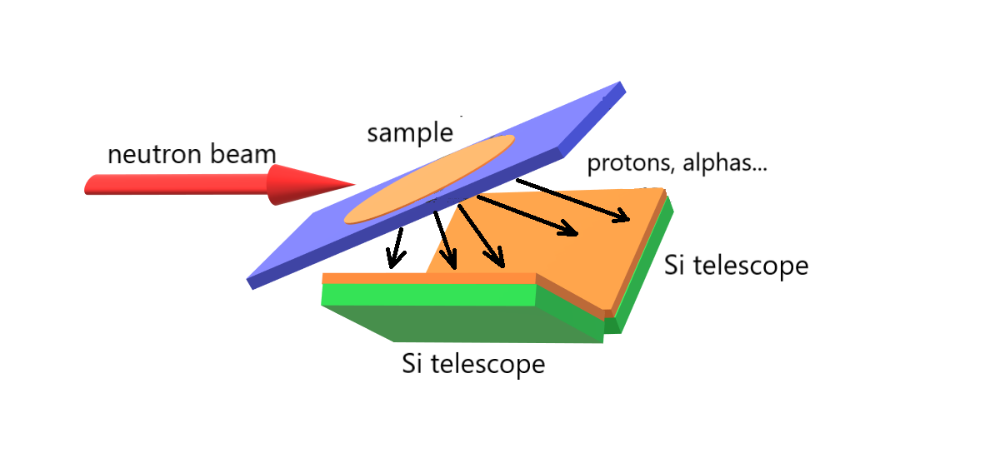 sample
neutron beam
protons, alphas...
Si telescope
Si telescope